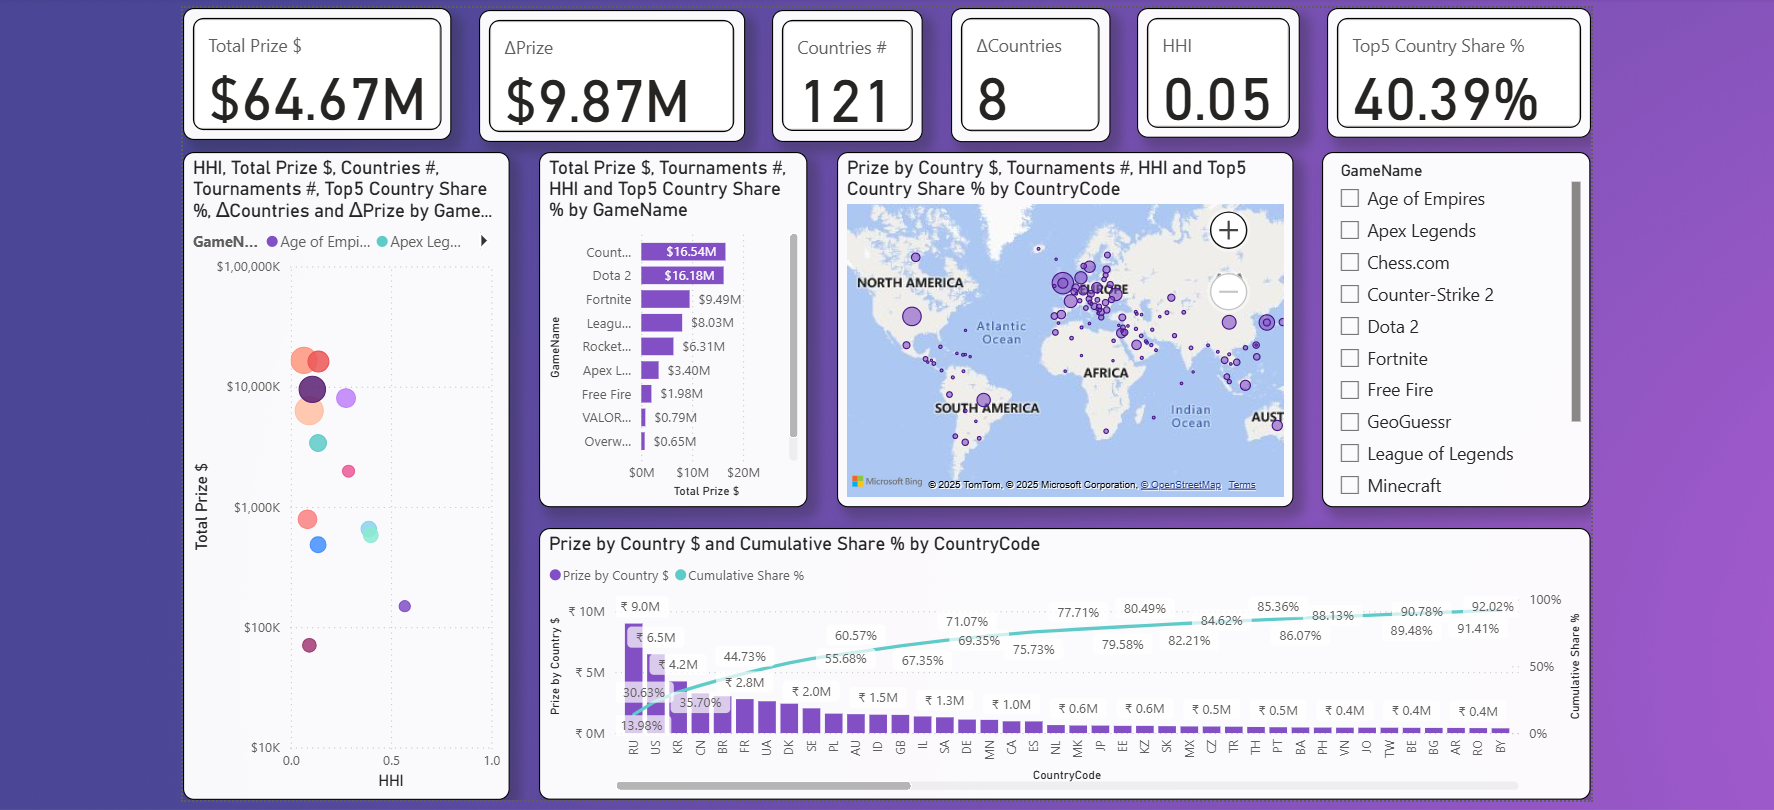 Total Prize $
$64.67M
ΔPrize
$9.87M
Countries #
121
ΔCountries
8
HHI
0.05
Top5 Country Share %
40.39%
HHI, Total Prize $, Countries #,
Tournaments #, Top5 Country Share
%, ΔCountries and ΔPrize by Game...
GameN...
Age of Empi...
Apex Leg...
$1,00,000K
$10,000K
$1,000K
$100K
$10K
Total Prize $
0.0
0.5
1.0
HHI
Total Prize $, Tournaments #,
HHI and Top5 Country Share
% by GameName
GameName
Count...
$16.54M
Dota 2
$16.18M
Fortnite
$9.49M
Leagu...
$8.03M
Rocket...
$6.31M
Apex L...
$3.40M
Free Fire
$1.98M
VALOR...
$0.79M
Overw...
$0.65M
$0M
$10M
$20M
Total Prize $
Prize by Country $, Tournaments #, HHI and Top5
Country Share % by CountryCode
NORTH AMERICA
EUROPE
Atlantic
Ocean
AFRICA
SOUTH AMERICA
Indian
Ocean
AUST
Microsoft Bing
© 2025 TomTom, © 2025 Microsoft Corporation, © OpenStreetMap Terms
GameName
Age of Empires
Apex Legends
Chess.com
Counter-Strike 2
Dota 2
Fortnite
Free Fire
GeoGuessr
League of Legends
Minecraft
Prize by Country $ and Cumulative Share % by CountryCode
Prize by Country $
Cumulative Share %
₹ 10M
₹ 5M
₹ 0M
Prize by Country $
₹ 9.0M
₹ 6.5M
₹ 4.2M
₹ 2.8M
₹ 2.0M
₹ 1.5M
₹ 1.3M
₹ 1.0M
₹ 0.6M
₹ 0.6M
₹ 0.5M
₹ 0.5M
₹ 0.4M
₹ 0.4M
₹ 0.4M
13.98%
30.63%
35.70%
44.73%
55.68%
60.57%
67.35%
71.07%
69.35%
75.73%
77.71%
79.58%
80.49%
82.21%
84.62%
85.36%
86.07%
88.13%
89.48%
90.78%
91.41%
92.02%
100%
50%
0%
Cumulative Share %
RU
US
KR
CN
BR
FR
UA
DK
SE
PL
AU
ID
GB
IL
SA
DE
MN
CA
ES
NL
MK
JP
EE
KZ
SK
MX
CZ
TR
TH
PT
BA
PH
VN
JO
TW
BE
BG
AR
RO
BY
CountryCode